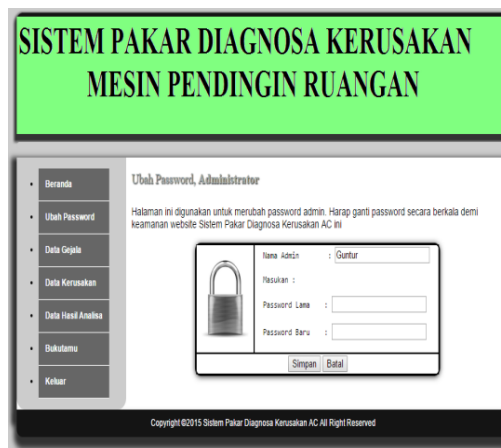 SISTEM PAKAR DIAGNOSA KERUSAKAN
MESIN PENDINGIN RUANGAN
Beranda
Ubah Password
Data Gejala
Data Kerusakan
Data Hasil Analisa
Bukutamu
Keluar
Ubah Password, Administrator
Halaman ini digunakan untuk merubah password admin. Harap ganti password secara berkala demi
keamanan website Sistem Pakar Diagnosa Kerusakan AC ini
Nama Admin : Guntur
Masukan :
Password Lama :
Password Baru :
Simpan Batal
Copyright ©2015 Sistem Pakar Diagnosa Kerusakan AC All Right Reserved